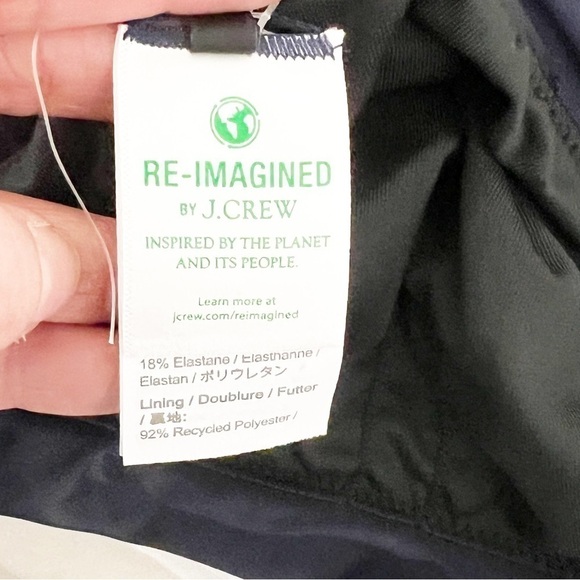 RE-IMAGINED
BY J.CREW
INSPIRED BY THE PLANET
AND ITS PEOPLE.
Learn more at
jcrew.com/reimagined
18% Elastane / Elasthanne /
Elastan / ポリウレタン
Lining / Doublure / Futter
/ 裏地:
92% Recycled Polyester /